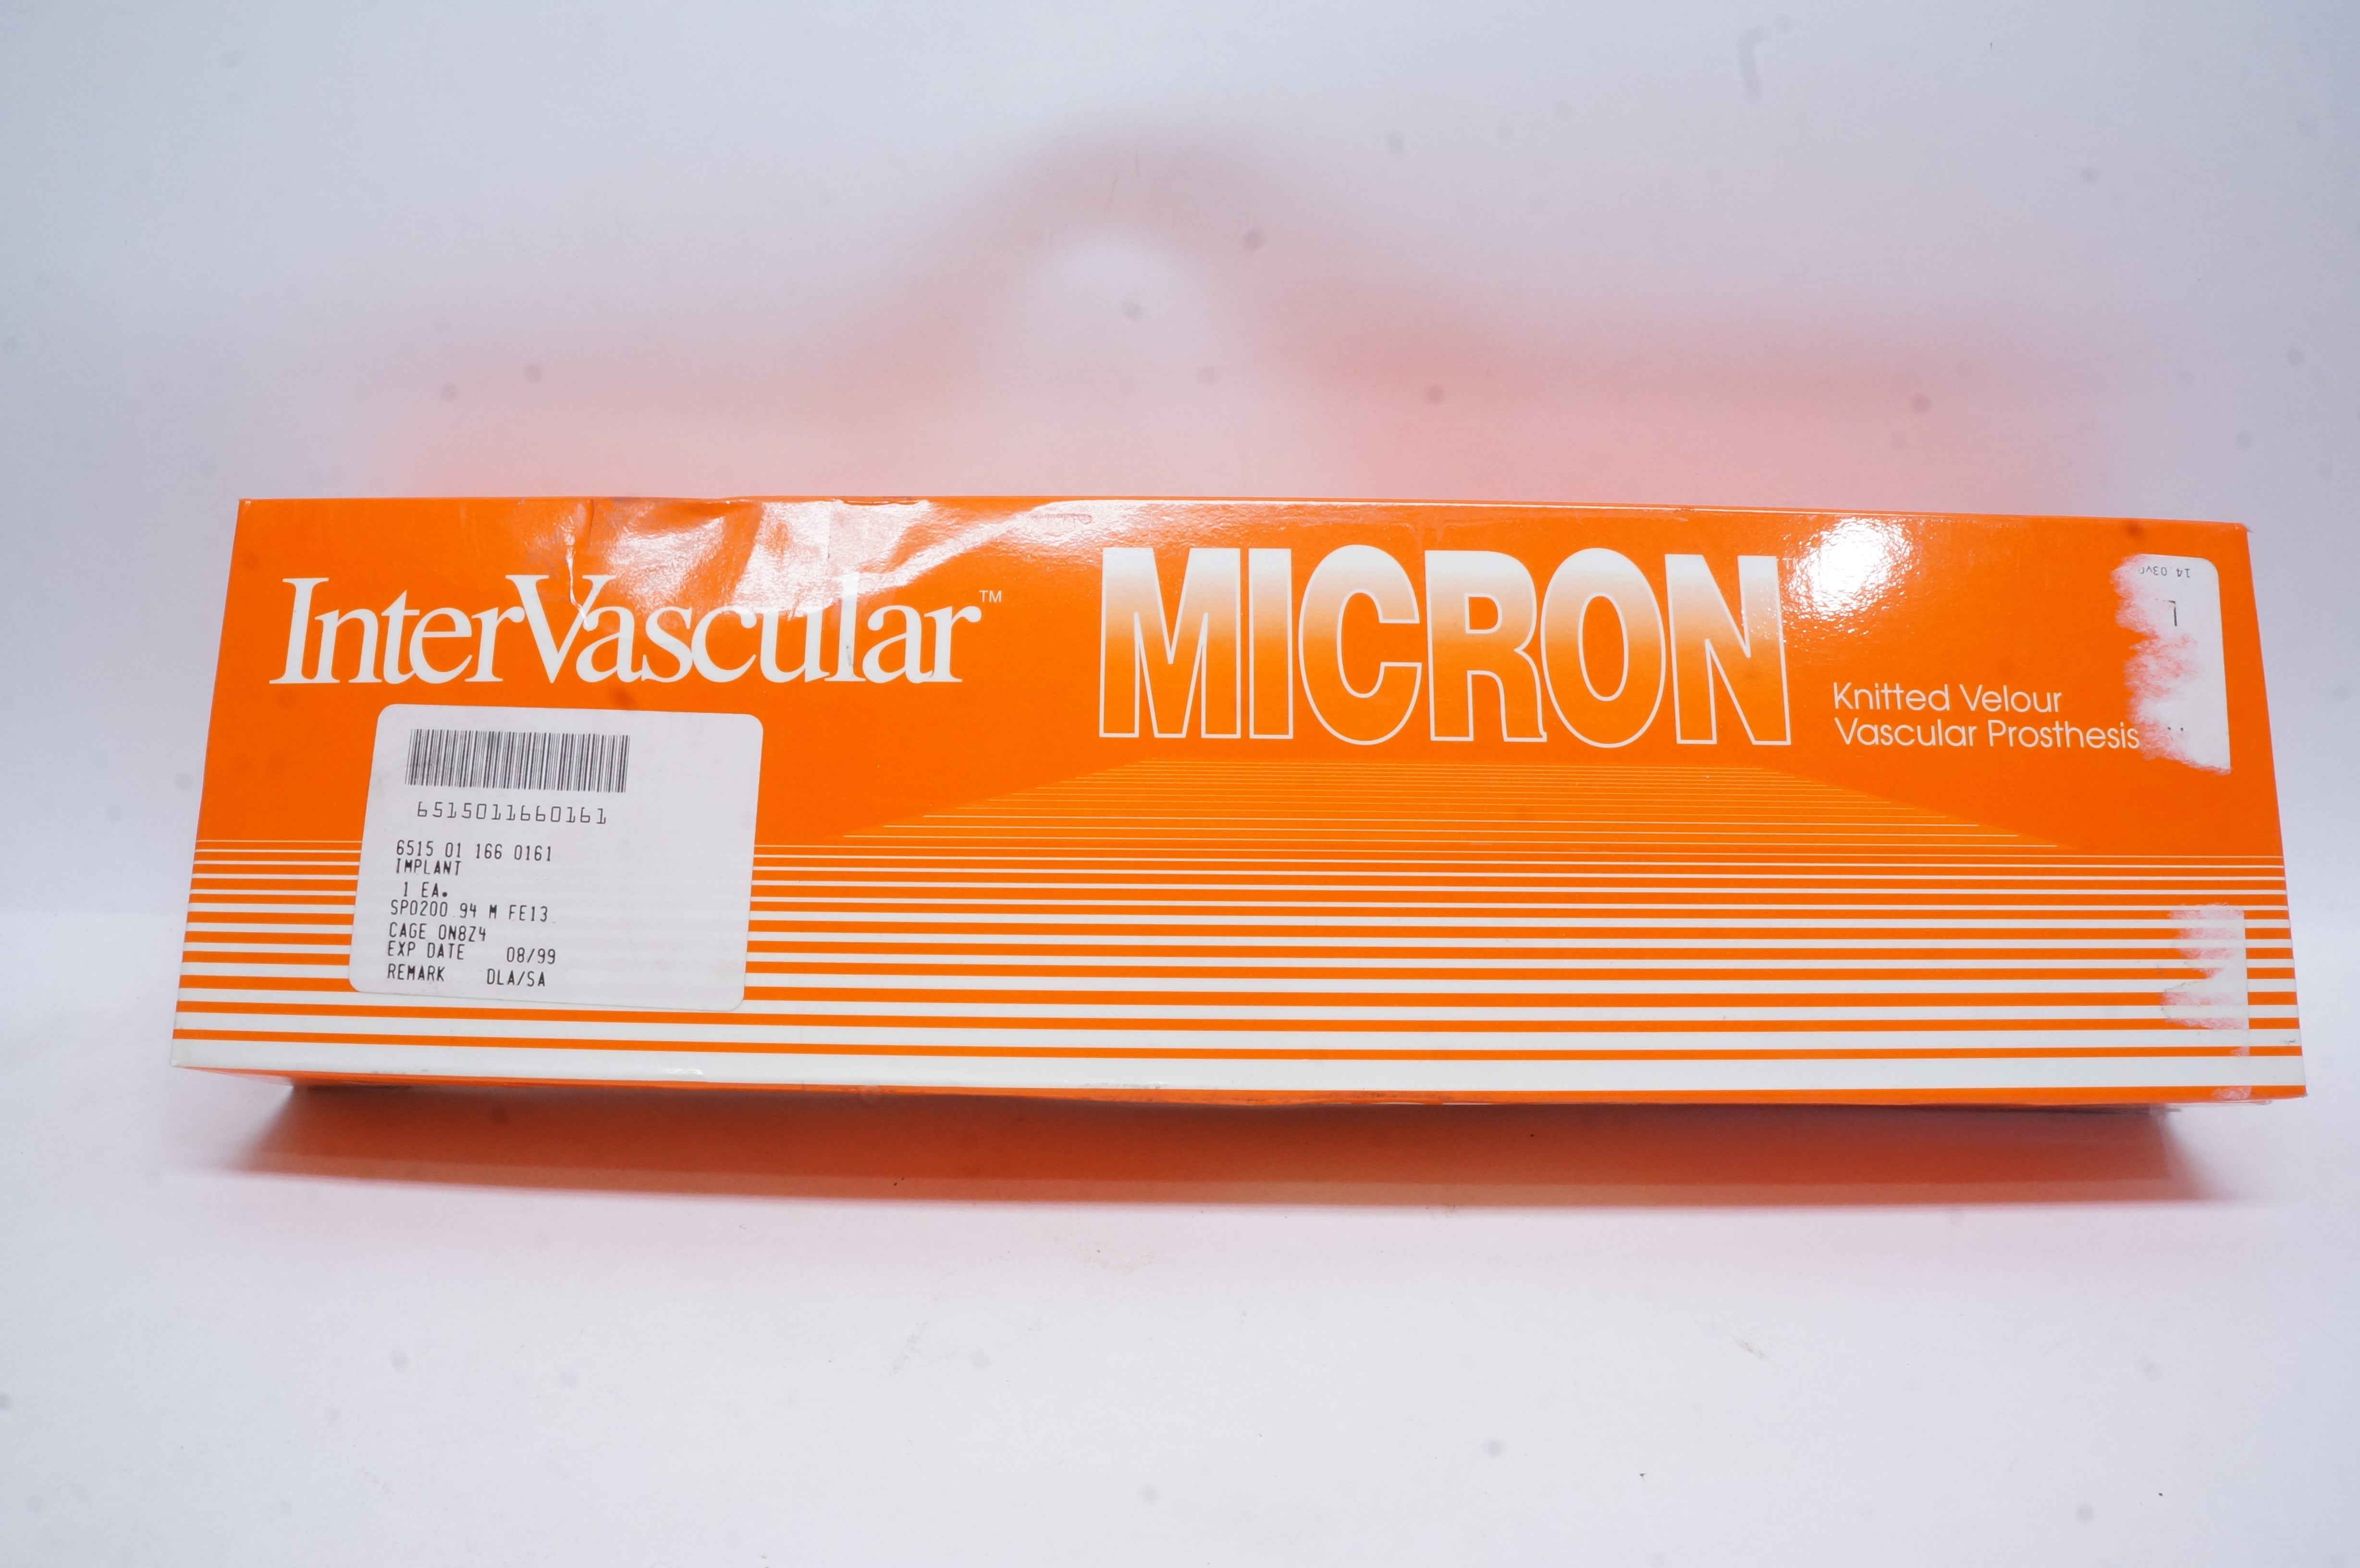 InterVascular™
MICRON
Knitted Velour
Vascular Prosthesis
6515011660161
6515 01 166 0161
IMPLANT
1 EA.
SP0200 94 M FE13
CAGE 0N8Z4
EXP DATE 08/99
REMARK DLA/SA